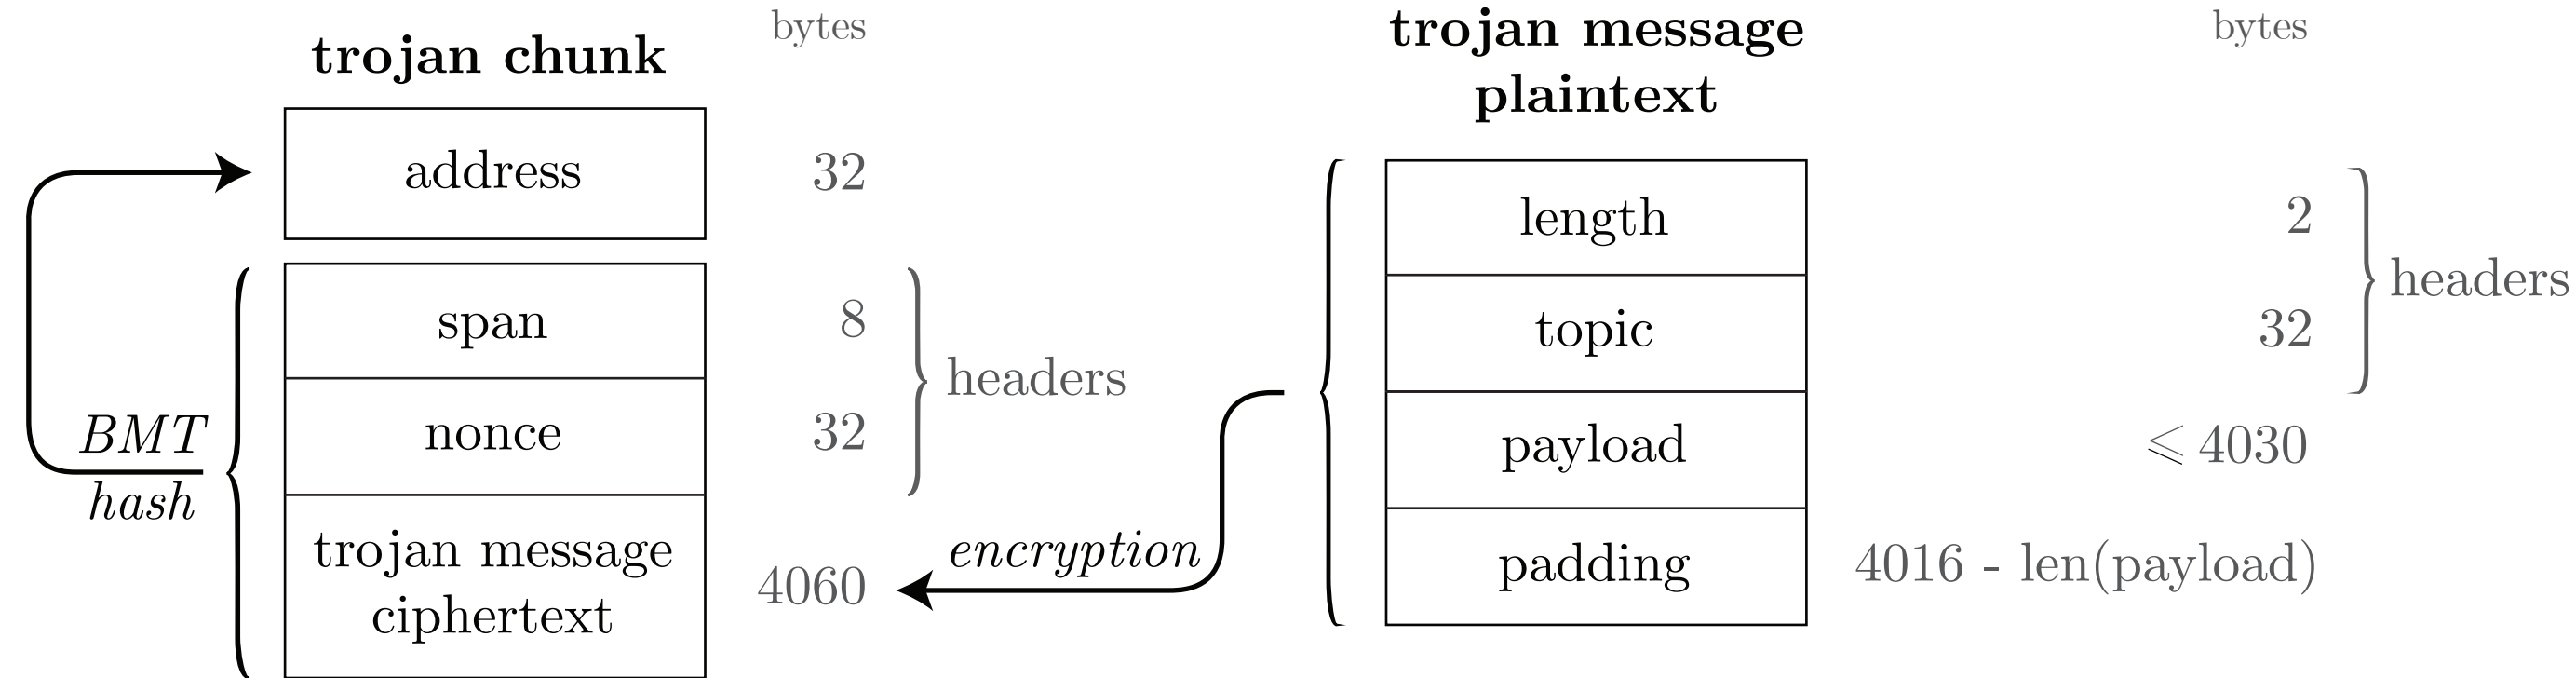 trojan chunk
bytes
address
32
span
8
nonce
32
headers
trojan message
ciphertext
4060
BMT
hash
encryption
trojan message
plaintext
bytes
length
2
topic
32
headers
payload
⩽ 4030
padding
4016 - len(payload)